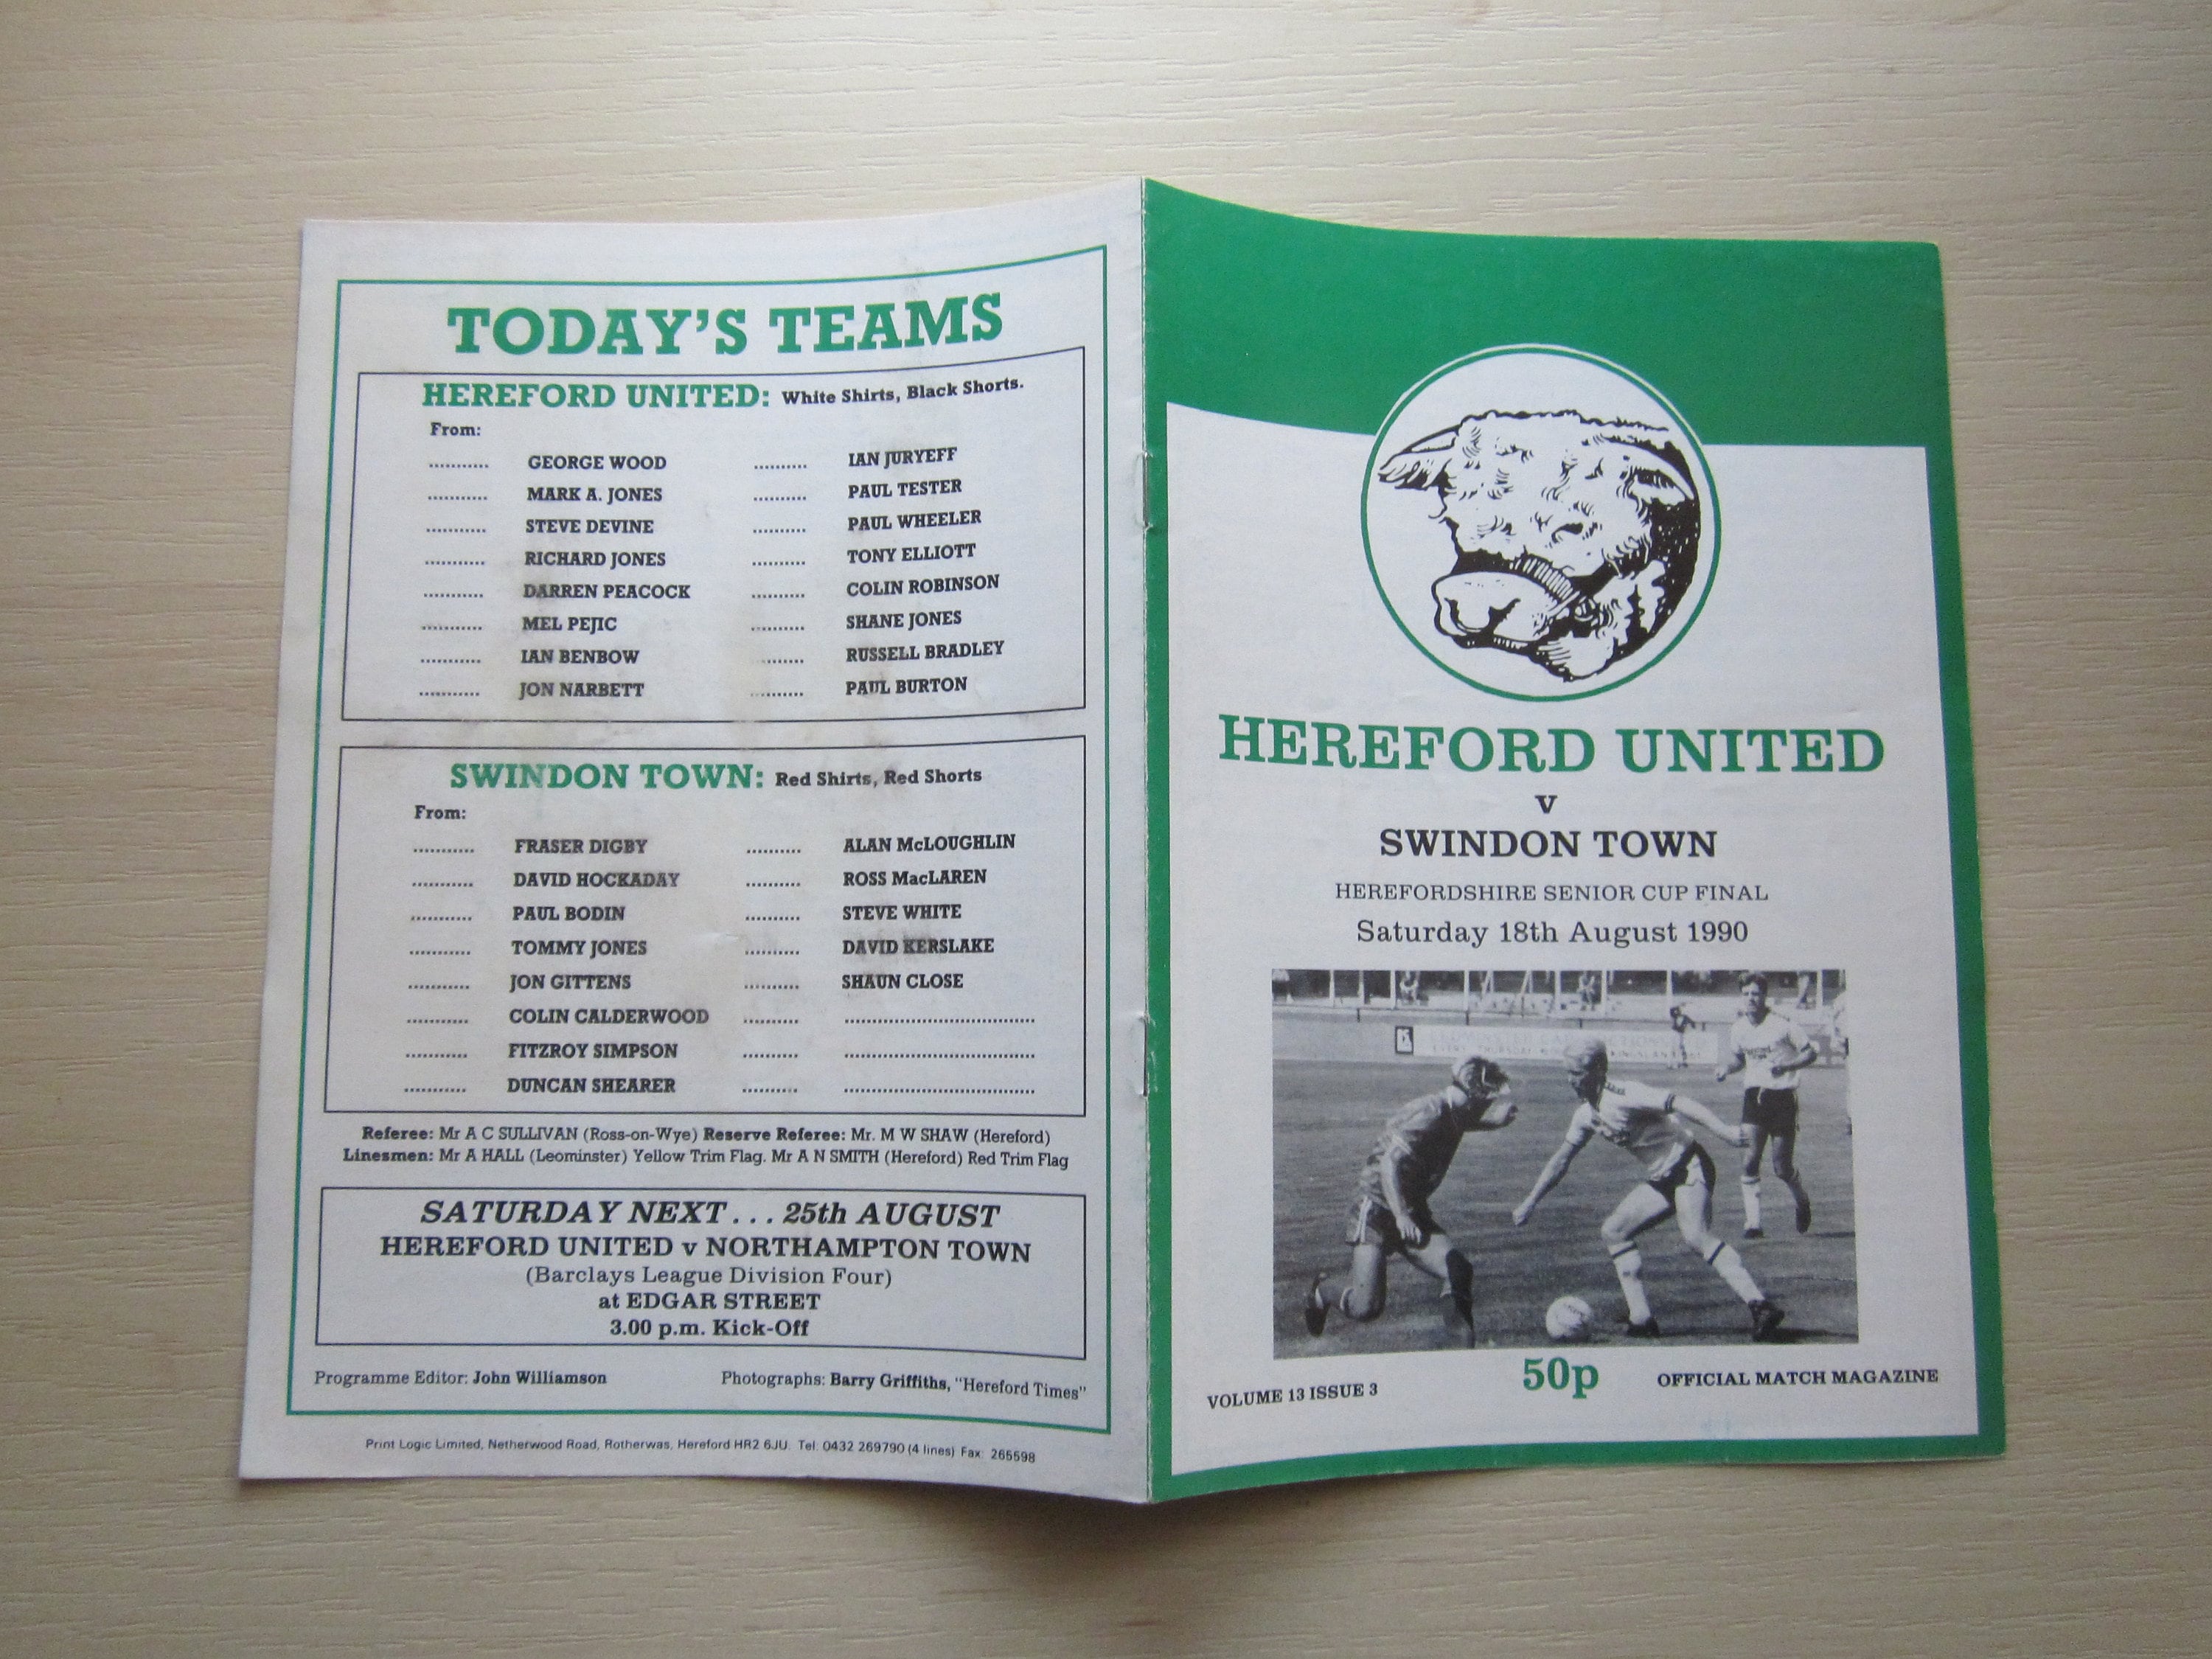 TODAY'S TEAMS
HEREFORD UNITED: White Shirts, Black Shorts.
From:
........... GEORGE WOOD .......... IAN JURYEFF
........... MARK A. JONES .......... PAUL TESTER
........... STEVE DEVINE .......... PAUL WHEELER
........... RICHARD JONES .......... TONY ELLIOTT
........... DARREN PEACOCK .......... COLIN ROBINSON
........... MEL PEJIC .......... SHANE JONES
........... IAN BENBOW .......... RUSSELL BRADLEY
........... JON NARBETT .......... PAUL BURTON
SWINDON TOWN: Red Shirts, Red Shorts
From:
........... FRASER DIGBY .......... ALAN McLOUGHLIN
........... DAVID HOCKADAY .......... ROSS MacLAREN
........... PAUL BODIN .......... STEVE WHITE
........... TOMMY JONES .......... DAVID KERSLAKE
........... JON GITTENS .......... SHAUN CLOSE
........... COLIN CALDERWOOD .......... ...................................
........... FITZROY SIMPSON .......... ...................................
........... DUNCAN SHEARER .......... ...................................
Referee: Mr A C SULLIVAN (Ross-on-Wye) Reserve Referee: Mr. M W SHAW (Hereford)
Linesmen: Mr A HALL (Leominster) Yellow Trim Flag. Mr A N SMITH (Hereford) Red Trim Flag
SATURDAY NEXT . . . 25th AUGUST
HEREFORD UNITED v NORTHAMPTON TOWN
(Barclays League Division Four)
at EDGAR STREET
3.00 p.m. Kick-Off
Programme Editor: John Williamson Photographs: Barry Griffiths, "Hereford Times"
Print Logic Limited, Netherwood Road, Rotherwas, Hereford HR2 6JU. Tel: 0432 269790 (4 lines) Fax: 265598
HEREFORD UNITED
v
SWINDON TOWN
HEREFORDSHIRE SENIOR CUP FINAL
Saturday 18th August 1990
VOLUME 13 ISSUE 3 50p OFFICIAL MATCH MAGAZINE